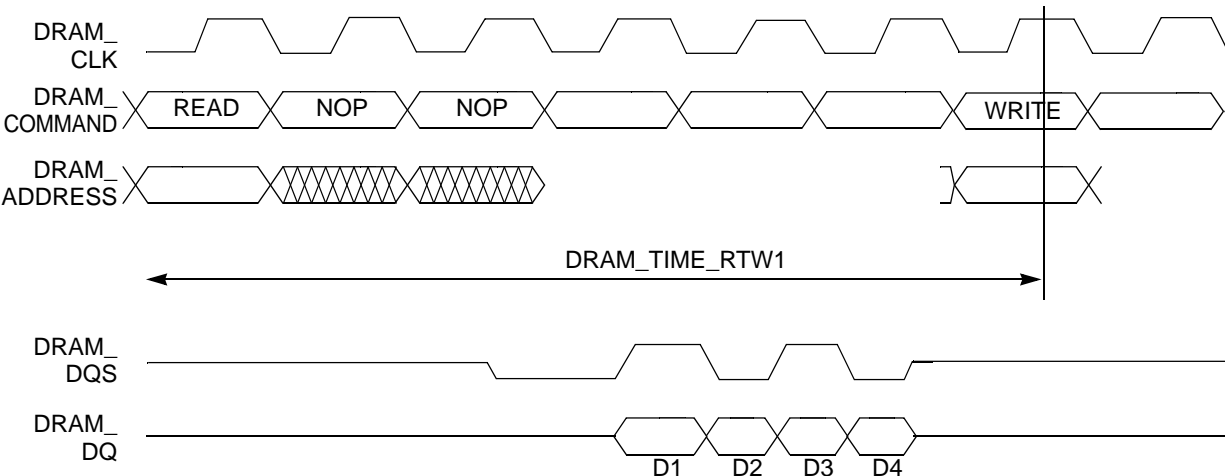 DRAM_
CLK
DRAM_
COMMAND
READ NOP NOP WRITE
DRAM_
ADDRESS
DRAM_TIME_RTW1
DRAM_
DQS
DRAM_
DQ
D1 D2 D3 D4